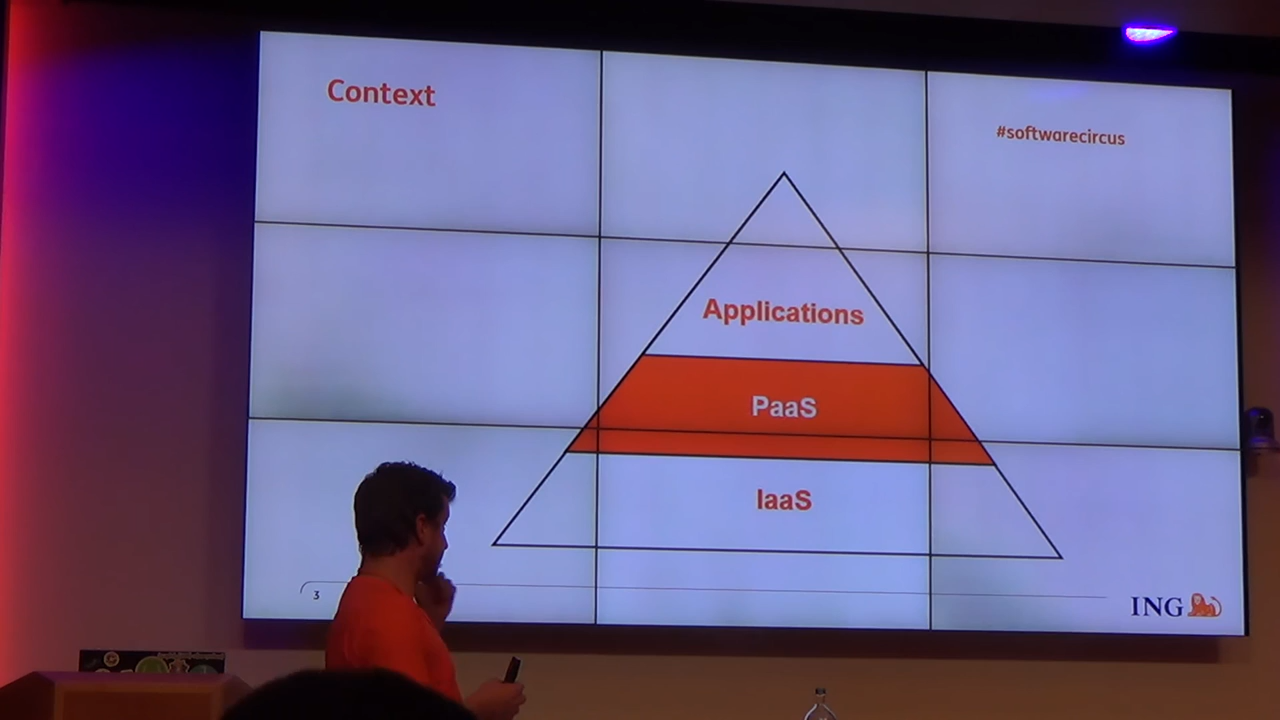 Context
#softwarecircus
Applications
PaaS
IaaS
3
ING